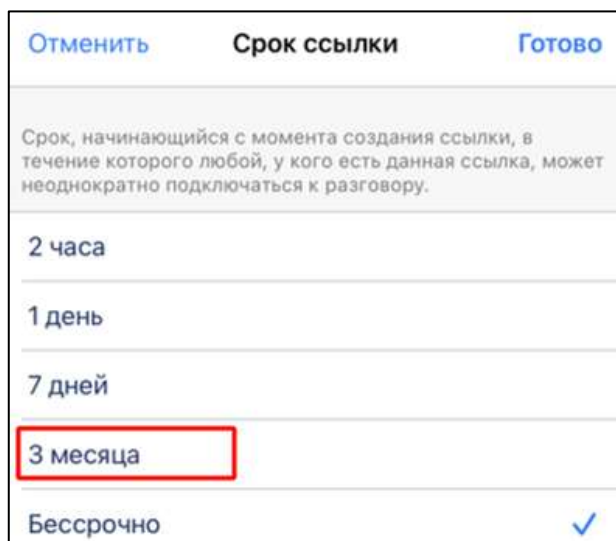 Отменить Срок ссылки Готово
Срок, начинающийся с момента создания ссылки, в
течение которого любой, у кого есть данная ссылка, может
неоднократно подключаться к разговору.
2 часа
1 день
7 дней
3 месяца
Бессрочно